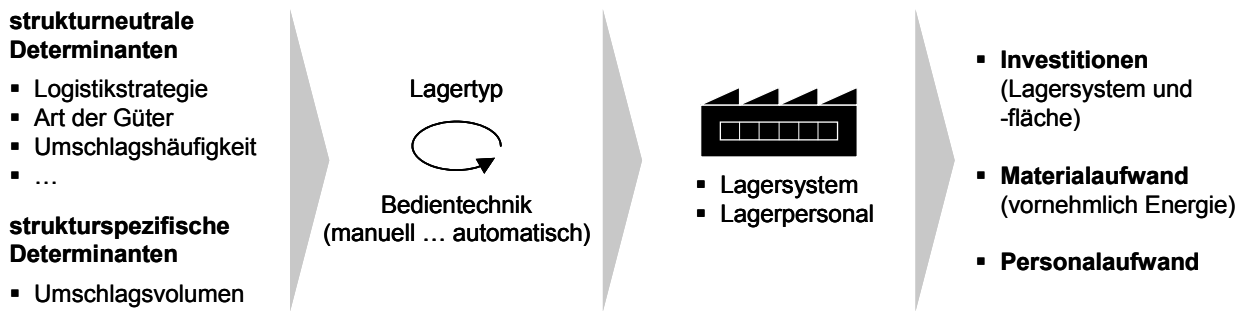 strukturneutrale
Determinanten
▪ Logistikstrategie
▪ Art der Güter
▪ Umschlagshäufigkeit
▪ …
strukturspezifische
Determinanten
▪ Umschlagsvolumen
Lagertyp
Bedientechnik
(manuell … automatisch)
▪ Lagersystem
▪ Lagerpersonal
▪ Investitionen
(Lagersystem und
-fläche)
▪ Materialaufwand
(vornehmlich Energie)
▪ Personalaufwand